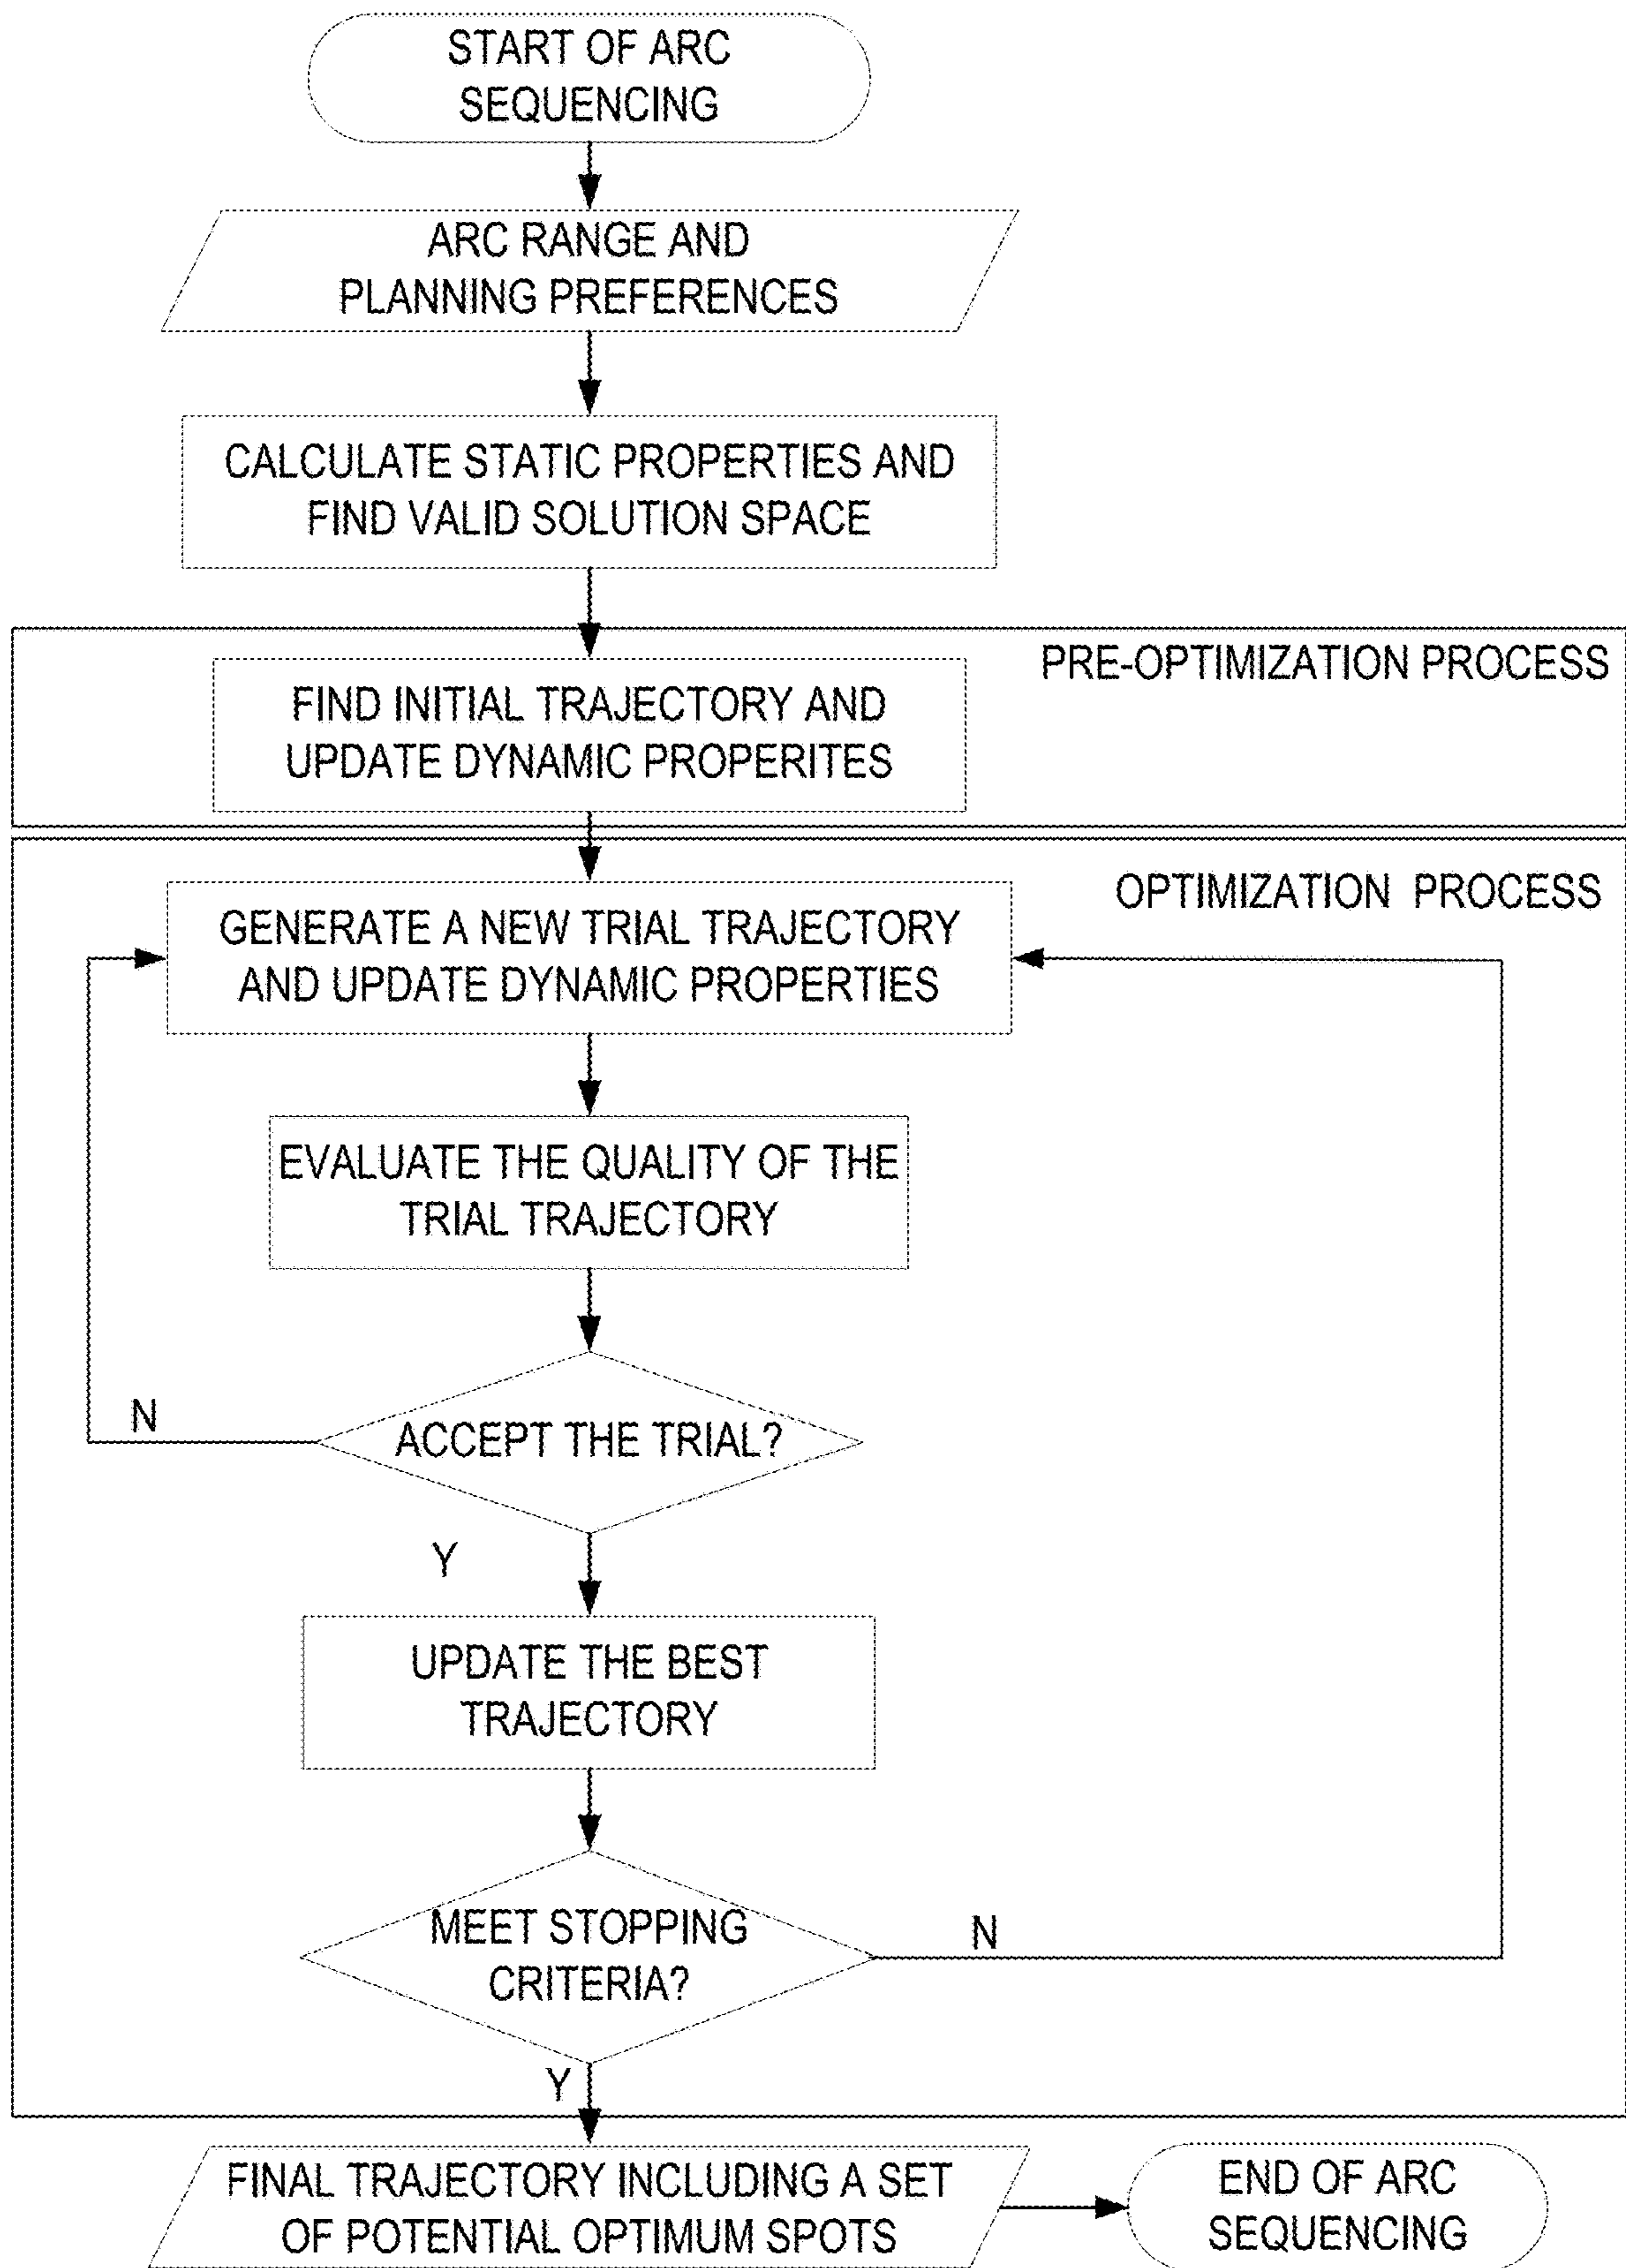 START OF ARC
SEQUENCING
ARC RANGE AND
PLANNING PREFERENCES
CALCULATE STATIC PROPERTIES AND
FIND VALID SOLUTION SPACE
PRE-OPTIMIZATION PROCESS
FIND INITIAL TRAJECTORY AND
UPDATE DYNAMIC PROPERITES
OPTIMIZATION PROCESS
GENERATE A NEW TRIAL TRAJECTORY
AND UPDATE DYNAMIC PROPERTIES
EVALUATE THE QUALITY OF THE
TRIAL TRAJECTORY
N
ACCEPT THE TRIAL?
Y
UPDATE THE BEST
TRAJECTORY
MEET STOPPING
CRITERIA?
N
Y
FINAL TRAJECTORY INCLUDING A SET
OF POTENTIAL OPTIMUM SPOTS
END OF ARC
SEQUENCING